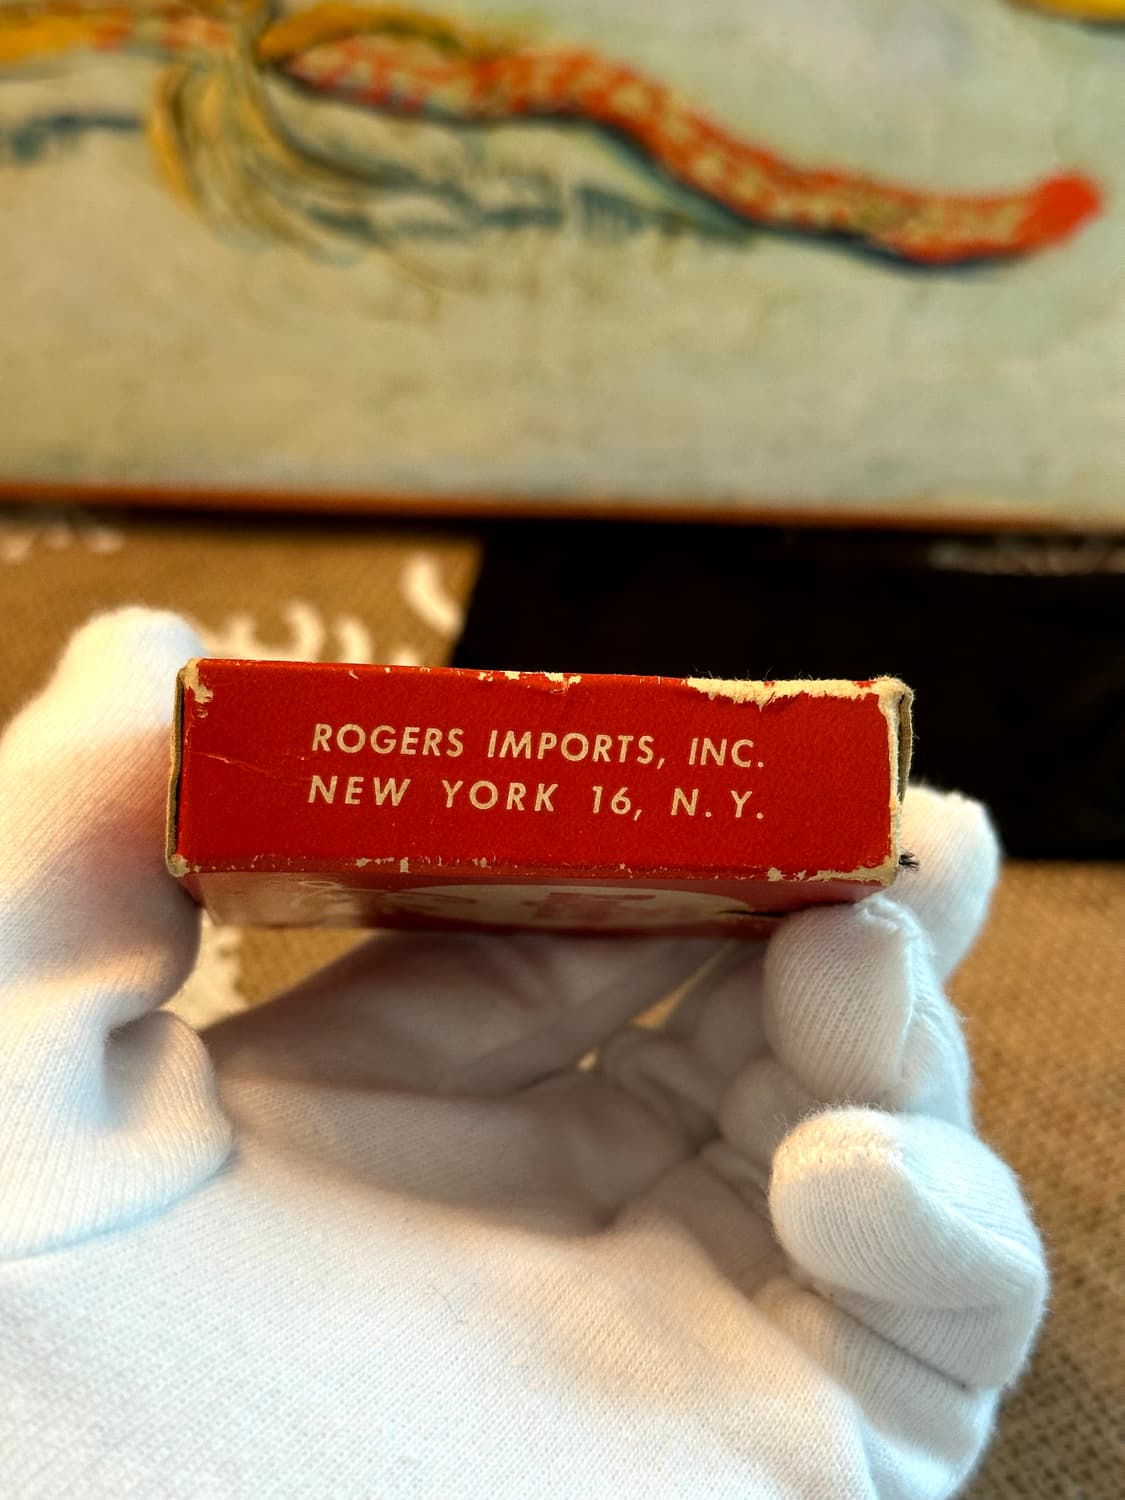 ROGERS IMPORTS, INC.
NEW YORK 16, N. Y.